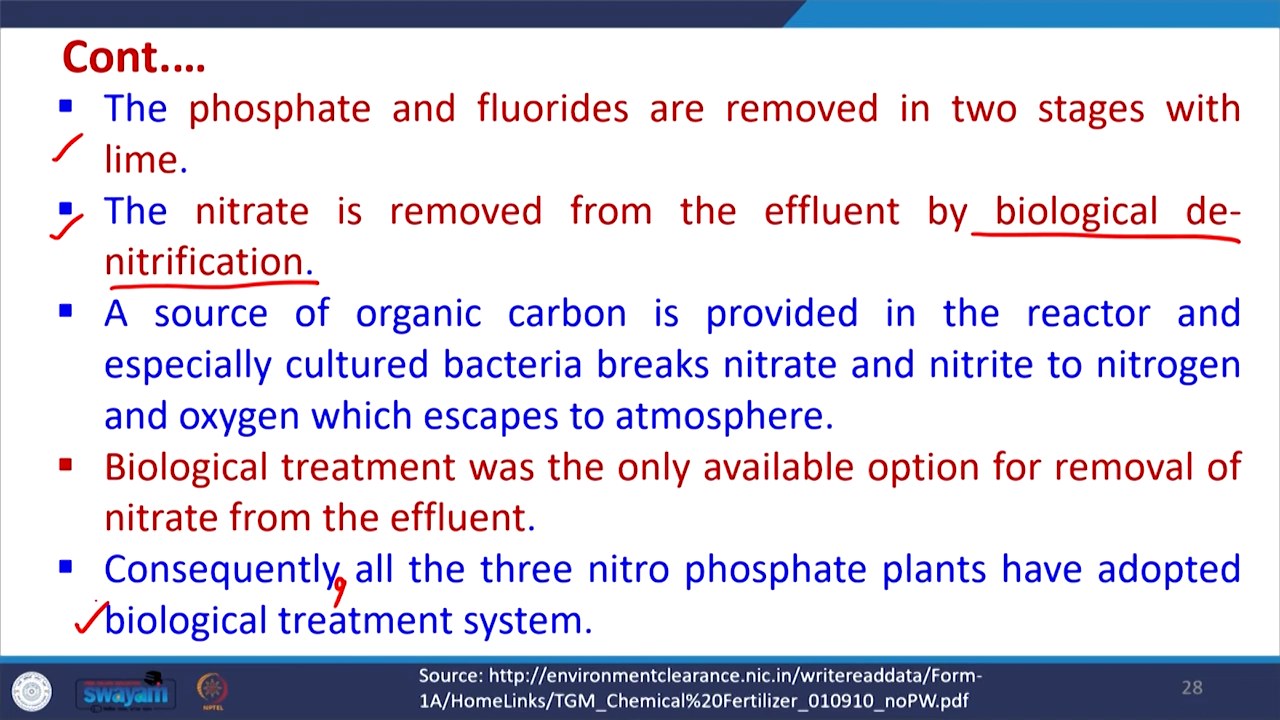 Cont.…
▪ The phosphate and fluorides are removed in two stages with
lime.
▪ The nitrate is removed from the effluent by biological de-
nitrification.
▪ A source of organic carbon is provided in the reactor and
especially cultured bacteria breaks nitrate and nitrite to nitrogen
and oxygen which escapes to atmosphere.
▪ Biological treatment was the only available option for removal of
nitrate from the effluent.
▪ Consequently, all the three nitro phosphate plants have adopted
biological treatment system.
swayam
NPTEL
Source: http://environmentclearance.nic.in/writereaddata/Form-
1A/HomeLinks/TGM_Chemical%20Fertilizer_010910_noPW.pdf
28